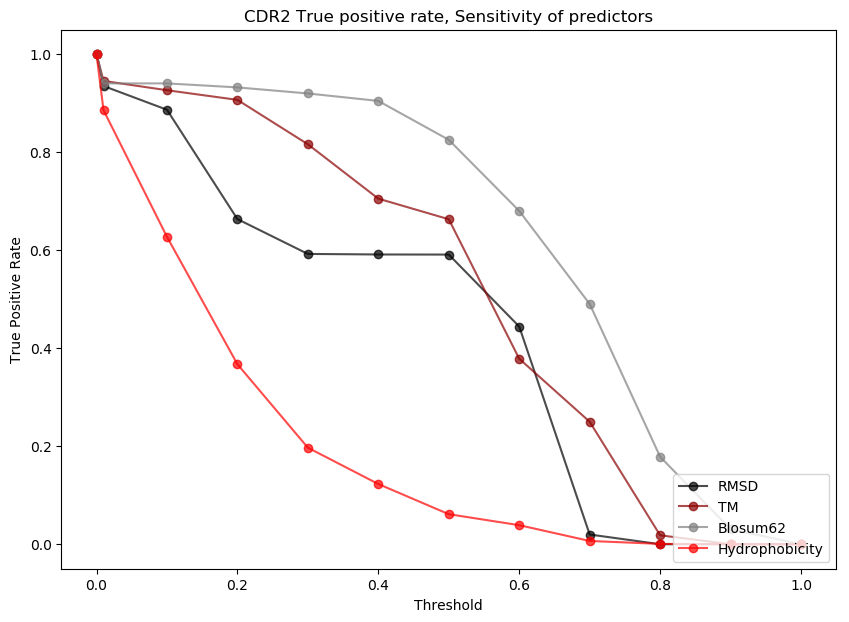 CDR2 True positive rate, Sensitivity of predictors
True Positive Rate
1.0
0.8
0.6
0.4
0.2
0.0
0.0 0.2 0.4 0.6 0.8 1.0
Threshold
RMSD
TM
Blosum62
Hydrophobicity